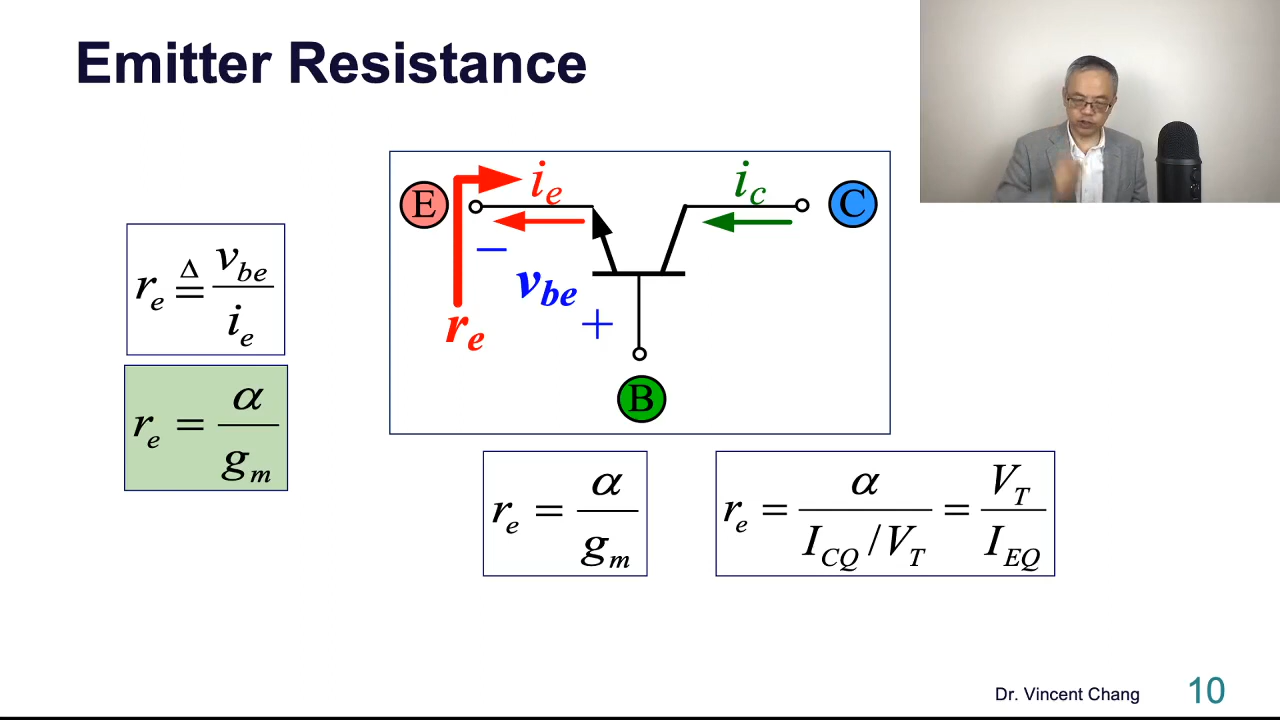 Emitter Resistance
E
i_e
i_c
C
−
v_be
+
r_e
B
r_e ≜ v_be / i_e
r_e = α / g_m
r_e = α / g_m
r_e = α / (I_CQ / V_T) = V_T / I_EQ
Dr. Vincent Chang
10